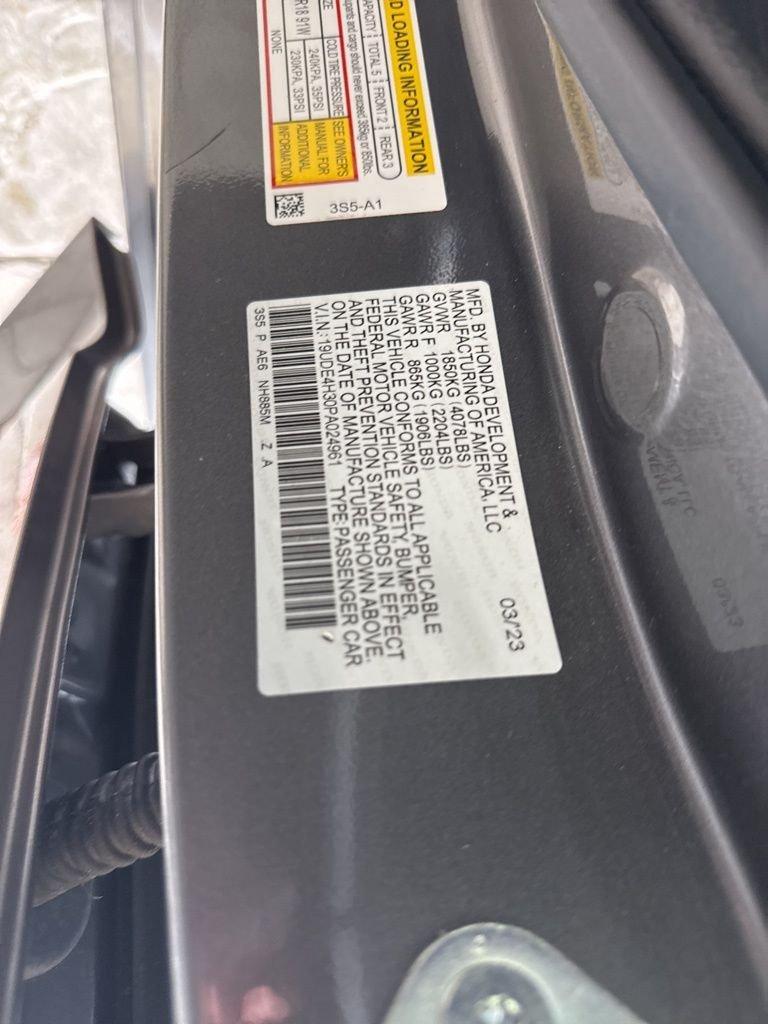 D LOADING INFORMATION
APACITY TOTAL 5 FRONT 2 REAR 3
upants and cargo should never exceed 385kg or 850lbs.
ZE COLD TIRE PRESSURE SEE OWNER'S
R18 91W 240KPA, 35PSI MANUAL FOR
230KPA, 33PSI ADDITIONAL
NONE INFORMATION
3S5-A1
MFD. BY HONDA DEVELOPMENT &
MANUFACTURING OF AMERICA, LLC 03/23
GVWR 1850KG (4078LBS)
GAWR F 1000KG (2204LBS)
GAWR R 865KG (1906LBS)
THIS VEHICLE CONFORMS TO ALL APPLICABLE
FEDERAL MOTOR VEHICLE SAFETY, BUMPER,
AND THEFT PREVENTION STANDARDS IN EFFECT
ON THE DATE OF MANUFACTURE SHOWN ABOVE.
V.I.N.: 19UDE4H30PA024961 TYPE: PASSENGER CAR
3S5 P AE6 NH885M Z A